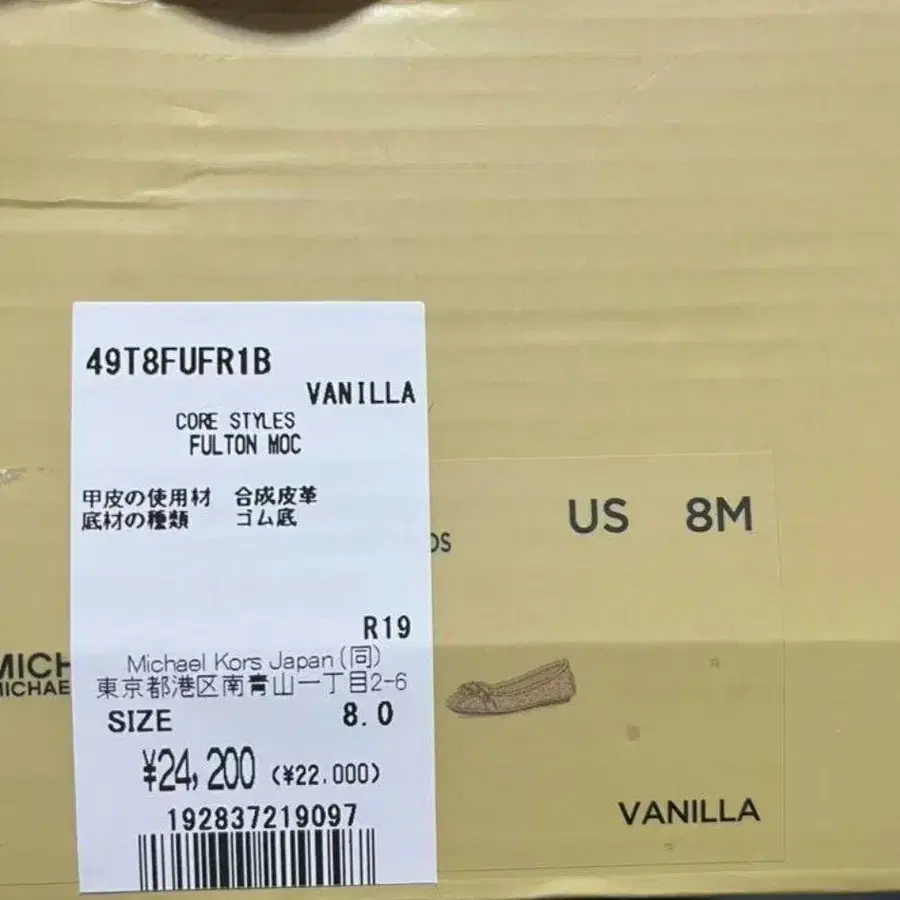 49T8FUFR1B
VANILLA
CORE STYLES
FULTON MOC
甲皮の使用材 合成皮革
底材の種類 ゴム底
R19
Michael Kors Japan(同)
東京都港区南青山一丁目2-6
SIZE 8.0
¥24,200 (¥22.000)
192837219097
US 8M
VANILLA